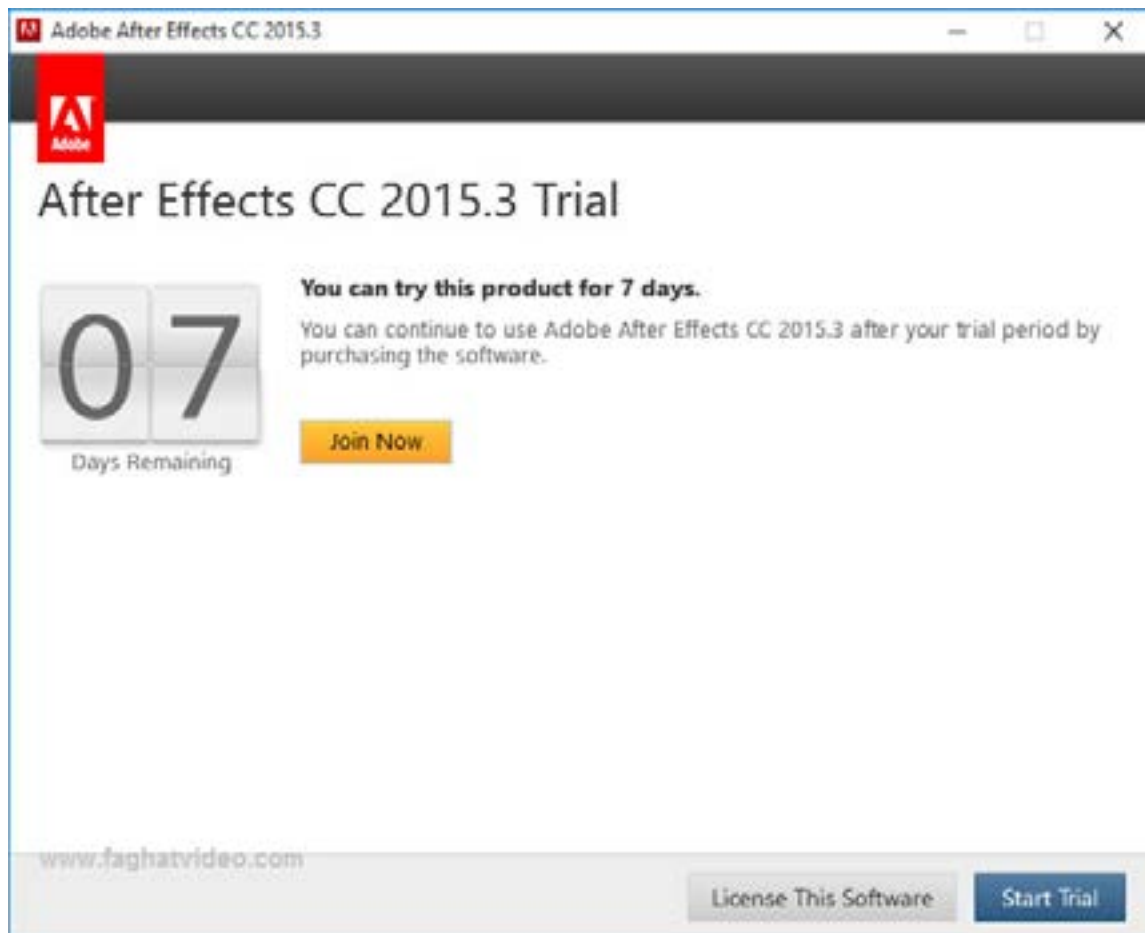 Adobe After Effects CC 2015.3
Adobe
After Effects CC 2015.3 Trial
07
Days Remaining
You can try this product for 7 days.
You can continue to use Adobe After Effects CC 2015.3 after your trial period by
purchasing the software.
Join Now
www.faghatvideo.com
License This Software
Start Trial